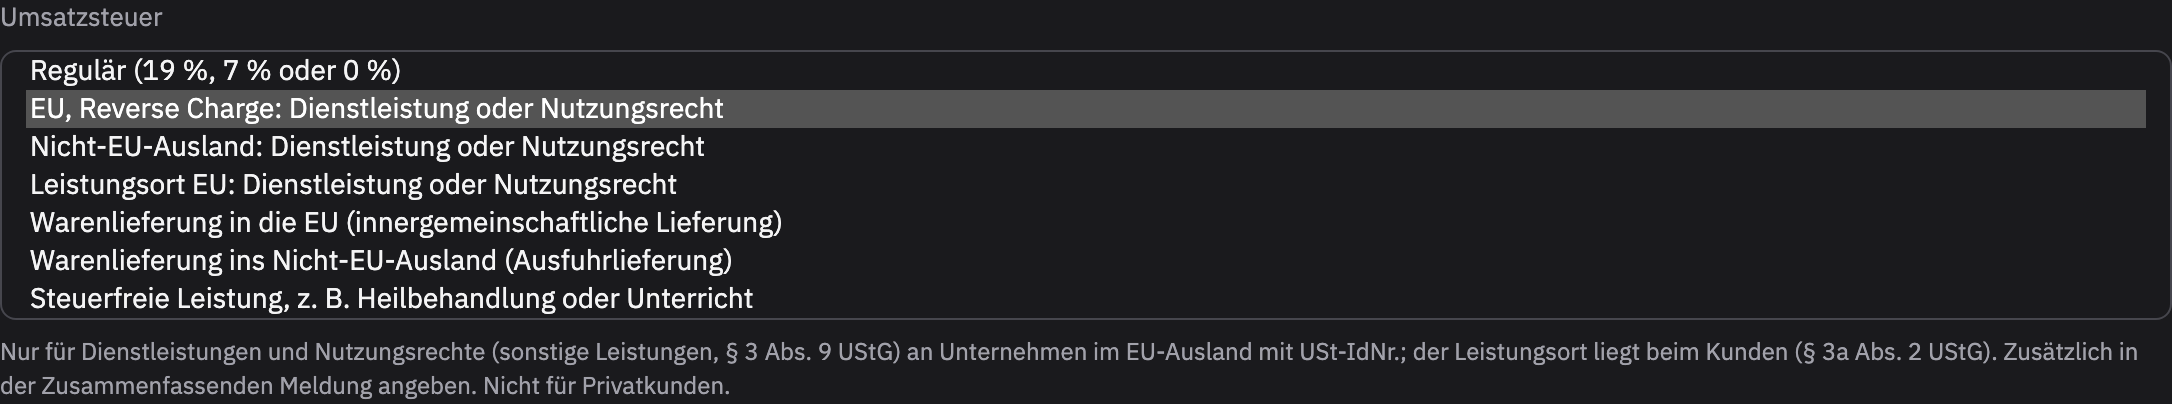 Umsatzsteuer
Regulär (19 %, 7 % oder 0 %)
EU, Reverse Charge: Dienstleistung oder Nutzungsrecht
Nicht-EU-Ausland: Dienstleistung oder Nutzungsrecht
Leistungsort EU: Dienstleistung oder Nutzungsrecht
Warenlieferung in die EU (innergemeinschaftliche Lieferung)
Warenlieferung ins Nicht-EU-Ausland (Ausfuhrlieferung)
Steuerfreie Leistung, z. B. Heilbehandlung oder Unterricht
Nur für Dienstleistungen und Nutzungsrechte (sonstige Leistungen, § 3 Abs. 9 UStG) an Unternehmen im EU-Ausland mit USt-IdNr.; der Leistungsort liegt beim Kunden (§ 3a Abs. 2 UStG). Zusätzlich in
der Zusammenfassenden Meldung angeben. Nicht für Privatkunden.